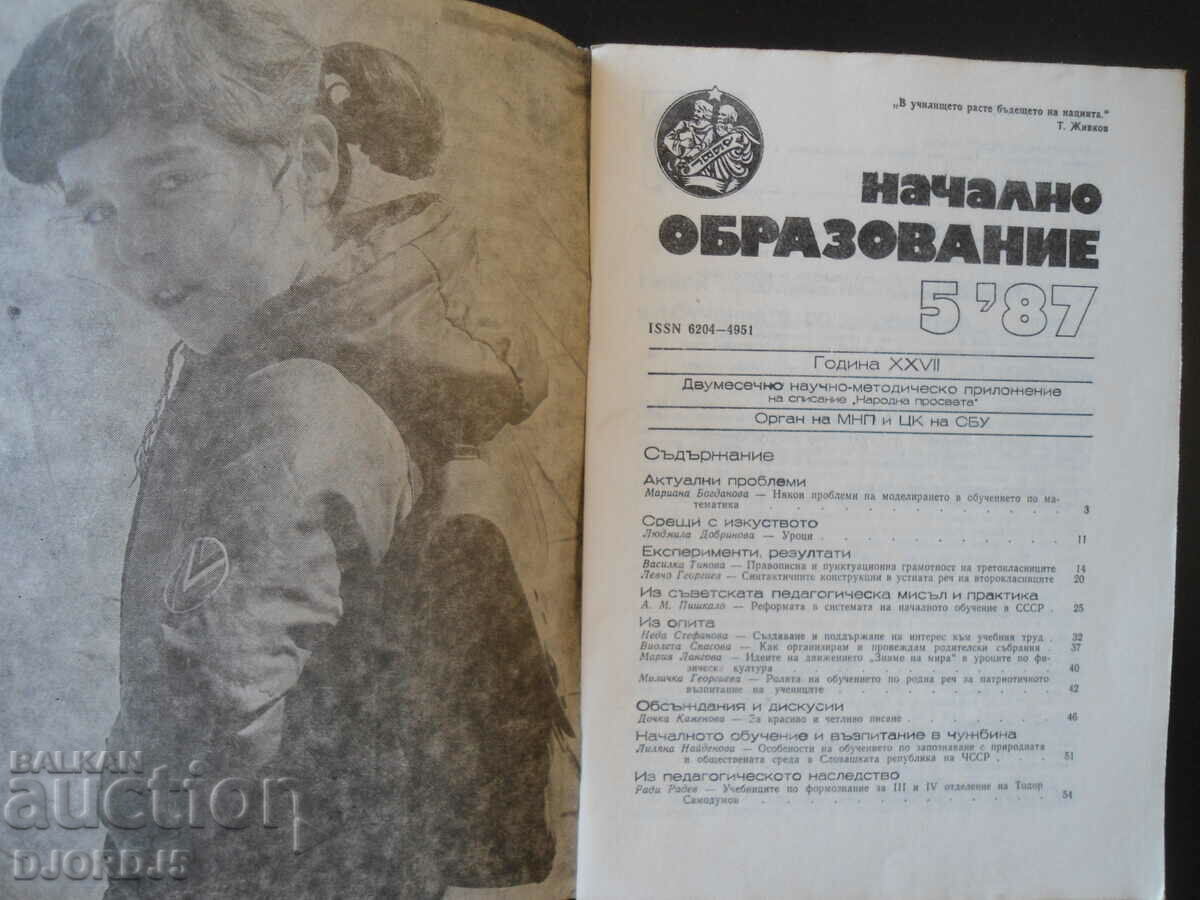 „В училището расте бъдещето на нацията.“
Т. Живков
начално
ОБРАЗОВАНИЕ
5 '87
ISSN 6204—4951
Година XXVII
Двумесечно научно-методическо приложение
на списание „Народна просвета“
Орган на МНП и ЦК на СБУ
Съдържание
Актуални проблеми
Мариана Богданова — Някои проблеми на моделирането в обучението по ма-
тематика . . . . . . . . . . . . 3
Срещи с изкуството
Людмила Добринова — Уроци . . . . . . . 11
Експерименти, резултати
Василка Танова — Правописна и пунктуационна грамотност на третокласниците 14
Левчо Георгиев — Синтактичните конструкции в устната реч на второкласниците 20
Из съветската педагогическа мисъл и практика
А. М. Пишкало — Реформата в системата на началното обучение в СССР . 25
Из опита
Неда Стефанова — Създаване и поддържане на интерес към учебния труд . 32
Виолета Спасова — Как организирам и провеждам родителски събрания . 37
Мария Лангова — Идеите на движението „Знаме на мира“ в уроците по фи-
зическа култура . . . . . . . . . . 40
Миличка Георгиева — Ролята на обучението по родна реч за патриотичното
възпитание на учениците . . . . . . . . 42
Обсъждания и дискусии
Дочка Каменова — За красиво и четливо писане . . . . . 46
Началното обучение и възпитание в чужбина
Лиляна Найденова — Особености на обучението по запознаване с природната
и обществената среда в Словашката република на ЧССР . . . 51
Из педагогическото наследство
Ради Радев — Учебниците по формознание за III и IV отделение на Тодор
Самодумов . . . . . . . . . . . 54
BALKAN
auction
DJORDJ5